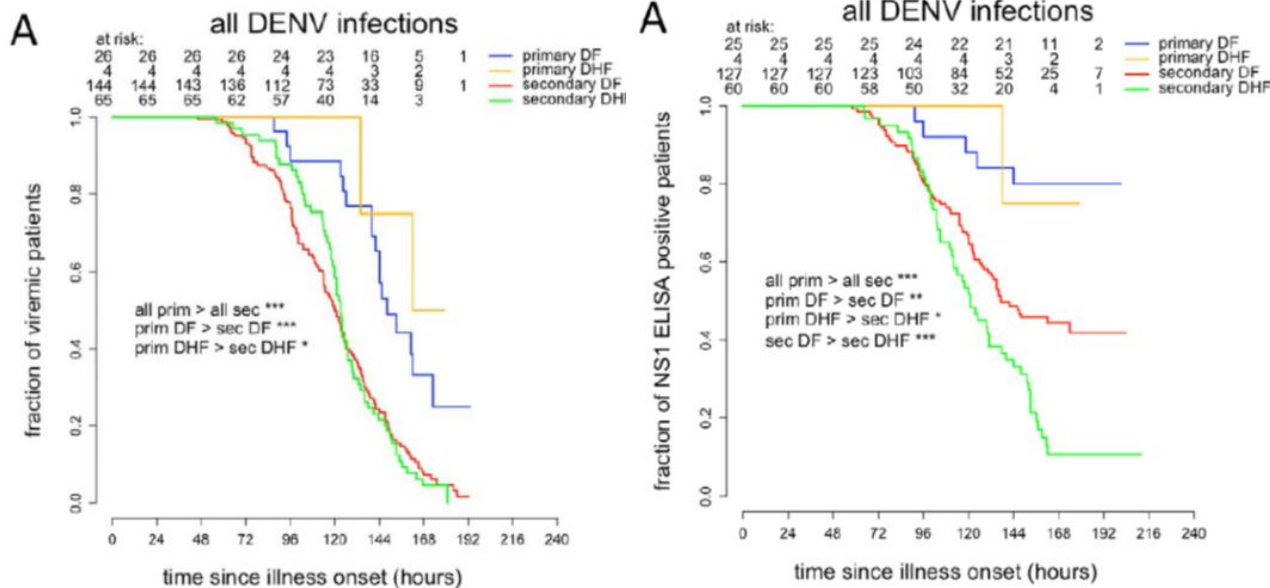 A
all DENV infections
at risk:
26 26 26 26 24 23 16 5 1
4 4 4 4 4 4 3 2
144 144 143 136 112 73 33 9 1
65 65 65 62 57 40 14 3
primary DF
primary DHF
secondary DF
secondary DHI
fraction of viremic patients
1.0
0.8
0.6
0.4
0.2
0.0
all prim > all sec ***
prim DF > sec DF ***
prim DHF > sec DHF *
0 24 48 72 96 120 144 168 192 216 240
time since illness onset (hours)
A
all DENV infections
at risk:
25 25 25 25 24 22 21 11 2
4 4 4 4 4 4 3 2
127 127 127 123 103 84 52 25 7
60 60 60 58 50 32 20 4 1
primary DF
primary DHF
secondary DF
secondary DHF
fraction of NS1 ELISA positive patients
1.0
0.8
0.6
0.4
0.2
0.0
all prim > all sec ***
prim DF > sec DF **
prim DHF > sec DHF *
sec DF > sec DHF ***
0 24 48 72 96 120 144 168 192 216 240
time since illness onset (hours)